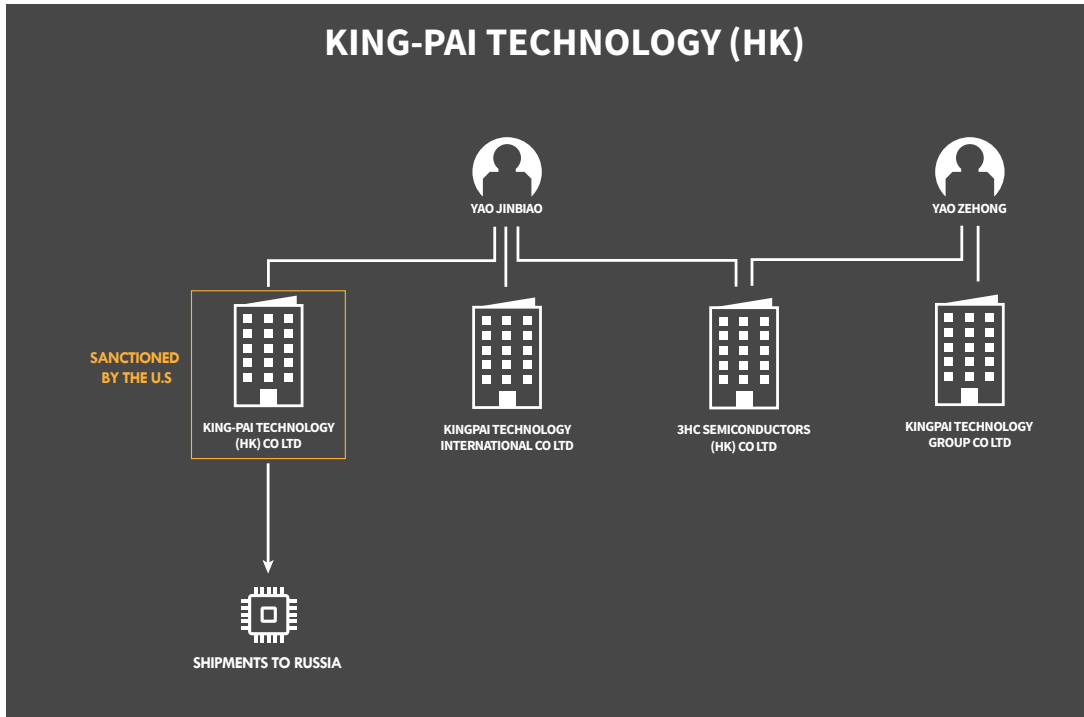 KING-PAI TECHNOLOGY (HK)
YAO JINBIAO
YAO ZEHONG
SANCTIONED
BY THE U.S
KING-PAI TECHNOLOGY
(HK) CO LTD
KINGPAI TECHNOLOGY
INTERNATIONAL CO LTD
3HC SEMICONDUCTORS
(HK) CO LTD
KINGPAI TECHNOLOGY
GROUP CO LTD
SHIPMENTS TO RUSSIA